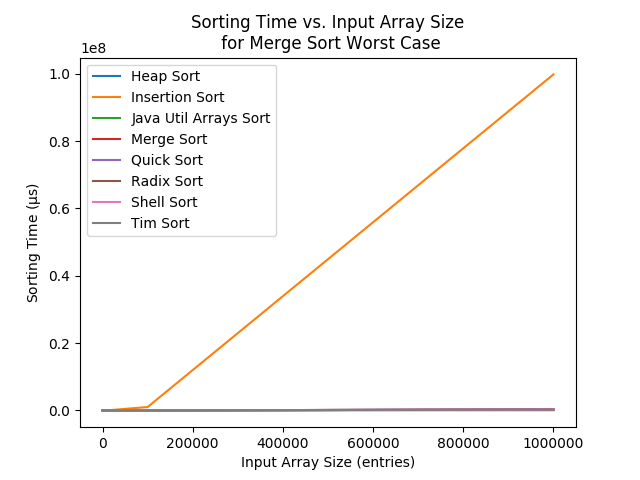 Sorting Time vs. Input Array Size
for Merge Sort Worst Case
1e8
Heap Sort
Insertion Sort
Java Util Arrays Sort
Merge Sort
Quick Sort
Radix Sort
Shell Sort
Tim Sort
1.0
0.8
0.6
0.4
0.2
0.0
Sorting Time (µs)
0 200000 400000 600000 800000 1000000
Input Array Size (entries)